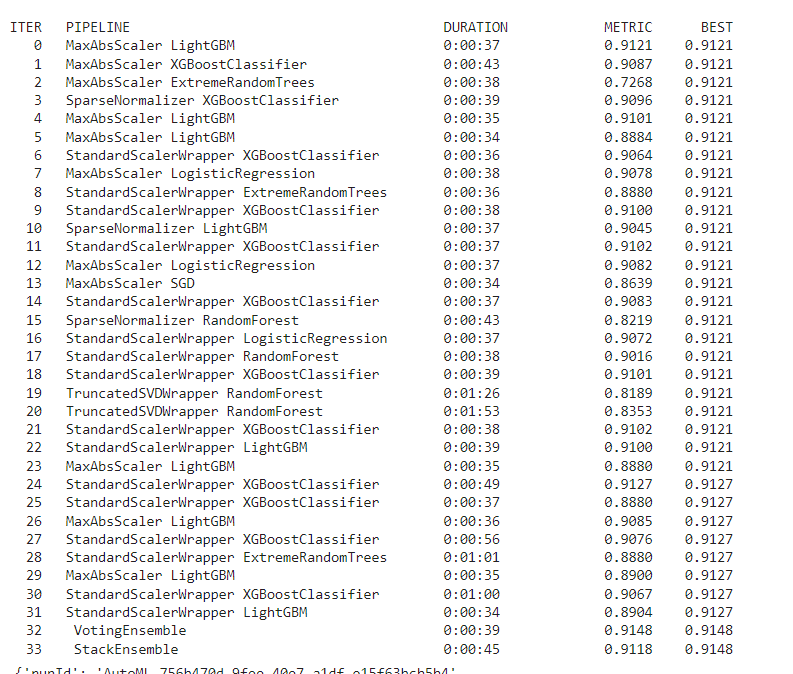 ITER PIPELINE DURATION METRIC BEST
0 MaxAbsScaler LightGBM 0:00:37 0.9121 0.9121
1 MaxAbsScaler XGBoostClassifier 0:00:43 0.9087 0.9121
2 MaxAbsScaler ExtremeRandomTrees 0:00:38 0.7268 0.9121
3 SparseNormalizer XGBoostClassifier 0:00:39 0.9096 0.9121
4 MaxAbsScaler LightGBM 0:00:35 0.9101 0.9121
5 MaxAbsScaler LightGBM 0:00:34 0.8884 0.9121
6 StandardScalerWrapper XGBoostClassifier 0:00:36 0.9064 0.9121
7 MaxAbsScaler LogisticRegression 0:00:38 0.9078 0.9121
8 StandardScalerWrapper ExtremeRandomTrees 0:00:36 0.8880 0.9121
9 StandardScalerWrapper XGBoostClassifier 0:00:38 0.9100 0.9121
10 SparseNormalizer LightGBM 0:00:37 0.9045 0.9121
11 StandardScalerWrapper XGBoostClassifier 0:00:37 0.9102 0.9121
12 MaxAbsScaler LogisticRegression 0:00:37 0.9082 0.9121
13 MaxAbsScaler SGD 0:00:34 0.8639 0.9121
14 StandardScalerWrapper XGBoostClassifier 0:00:37 0.9083 0.9121
15 SparseNormalizer RandomForest 0:00:43 0.8219 0.9121
16 StandardScalerWrapper LogisticRegression 0:00:37 0.9072 0.9121
17 StandardScalerWrapper RandomForest 0:00:38 0.9016 0.9121
18 StandardScalerWrapper XGBoostClassifier 0:00:39 0.9101 0.9121
19 TruncatedSVDWrapper RandomForest 0:01:26 0.8189 0.9121
20 TruncatedSVDWrapper RandomForest 0:01:53 0.8353 0.9121
21 StandardScalerWrapper XGBoostClassifier 0:00:38 0.9102 0.9121
22 StandardScalerWrapper LightGBM 0:00:39 0.9100 0.9121
23 MaxAbsScaler LightGBM 0:00:35 0.8880 0.9121
24 StandardScalerWrapper XGBoostClassifier 0:00:49 0.9127 0.9127
25 StandardScalerWrapper XGBoostClassifier 0:00:37 0.8880 0.9127
26 MaxAbsScaler LightGBM 0:00:36 0.9085 0.9127
27 StandardScalerWrapper XGBoostClassifier 0:00:56 0.9076 0.9127
28 StandardScalerWrapper ExtremeRandomTrees 0:01:01 0.8880 0.9127
29 MaxAbsScaler LightGBM 0:00:35 0.8900 0.9127
30 StandardScalerWrapper XGBoostClassifier 0:01:00 0.9067 0.9127
31 StandardScalerWrapper LightGBM 0:00:34 0.8904 0.9127
32 VotingEnsemble 0:00:39 0.9148 0.9148
33 StackEnsemble 0:00:45 0.9118 0.9148